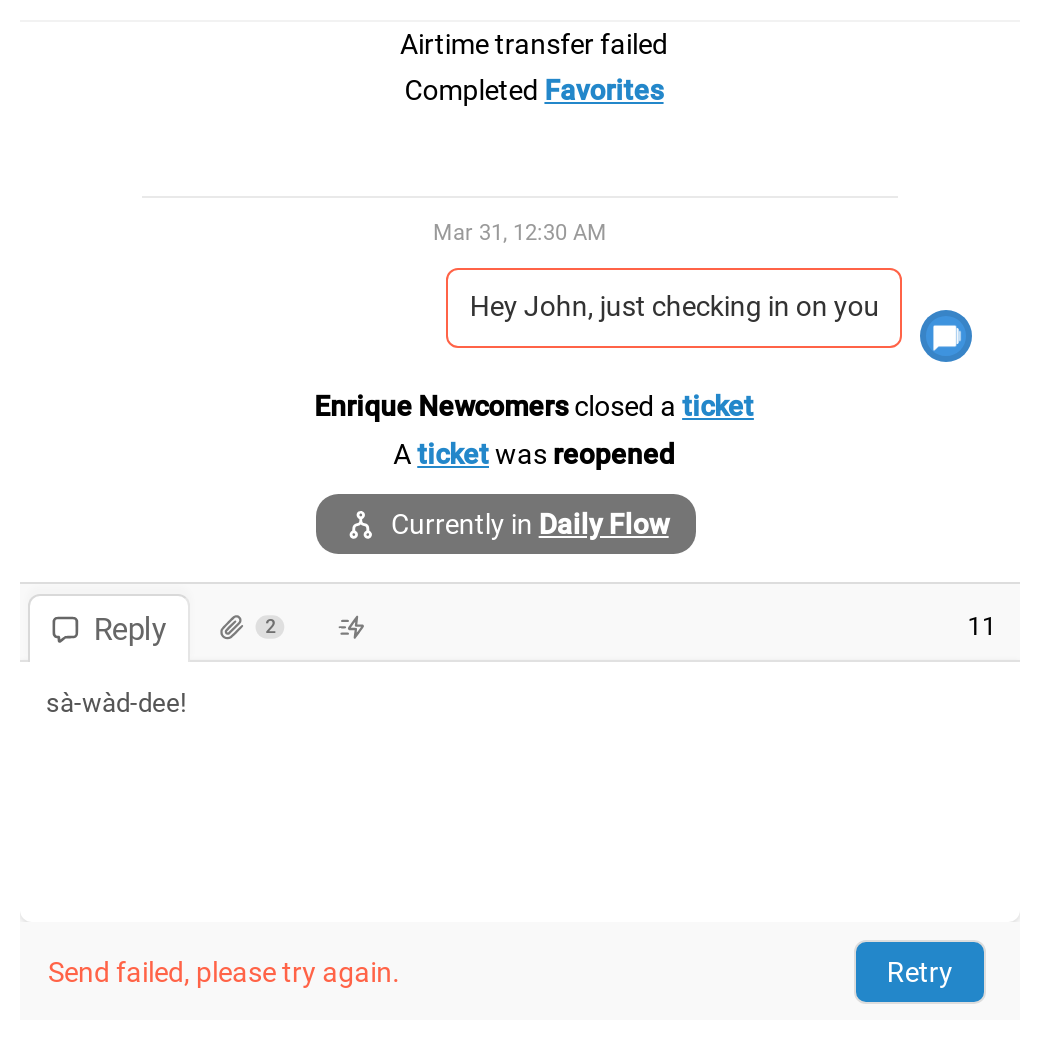 Airtime transfer failed
Completed Favorites
Mar 31, 12:30 AM
Hey John, just checking in on you
Enrique Newcomers closed a ticket
A ticket was reopened
Currently in Daily Flow
Reply 2 11
sà-wàd-dee!
Send failed, please try again. Retry